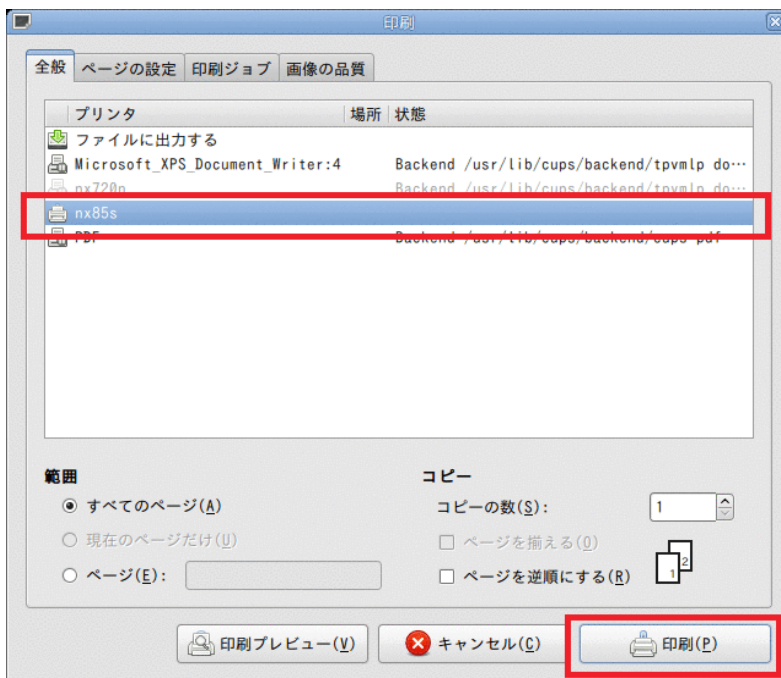 印刷
全般 ページの設定 印刷ジョブ 画像の品質
プリンタ 場所 状態
ファイルに出力する
Microsoft_XPS_Document_Writer:4 Backend /usr/lib/cups/backend/tpvmlp do…
nx720n Backend /usr/lib/cups/backend/tpvmlp do…
nx85s
PDF Backend /usr/lib/cups/backend/cups-pdf
範囲 コピー
すべてのページ(A) コピーの数(S): 1
現在のページだけ(U) ページを揃える(O)
ページ(E): ページを逆順にする(R) 1 2
印刷プレビュー(V) キャンセル(C) 印刷(P)